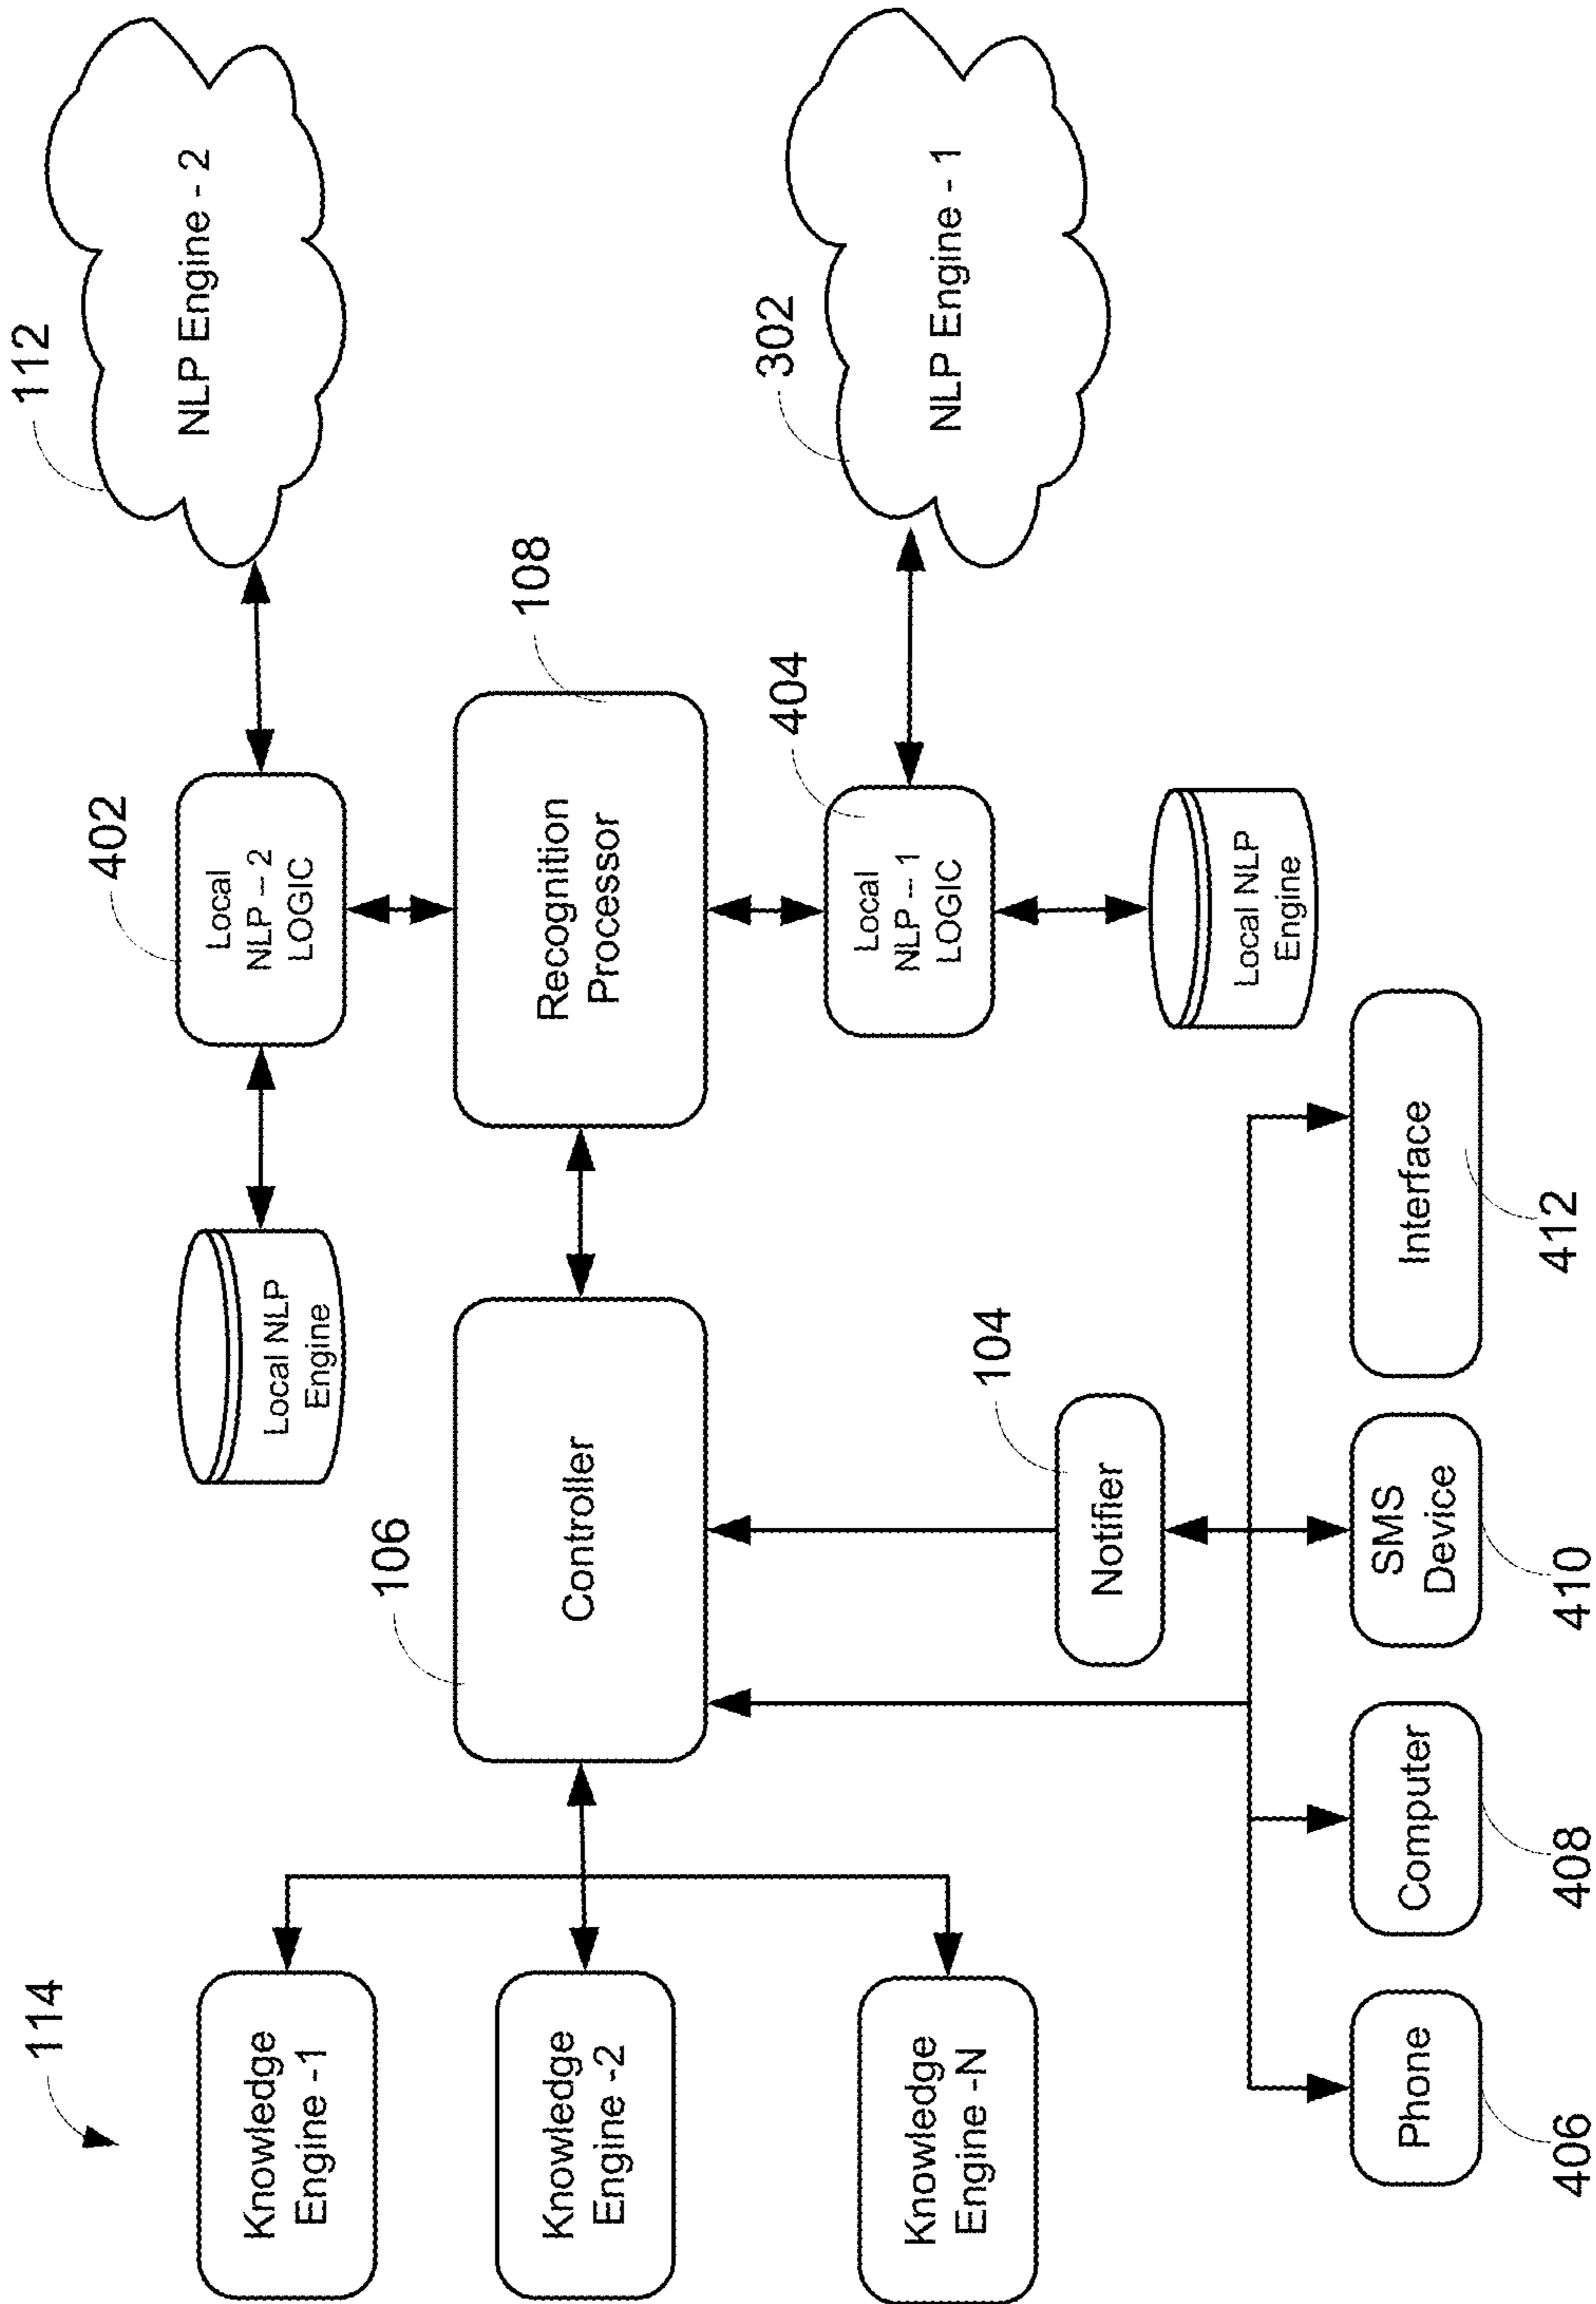 114
Knowledge
Engine -1
Knowledge
Engine -2
Knowledge
Engine -N
106
Controller
Local NLP
Engine
402
Local
NLP – 2
LOGIC
112
NLP Engine - 2
108
Recognition
Processor
404
Local
NLP – 1
LOGIC
302
NLP Engine - 1
Local NLP
Engine
104
Notifier
Phone
406
Computer
408
SMS
Device
410
Interface
412